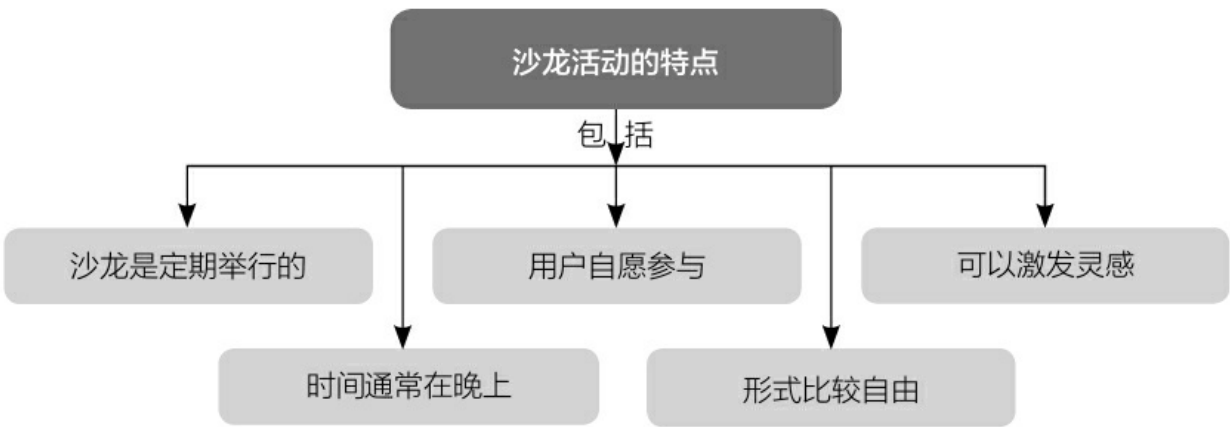 沙龙活动的特点
包括
沙龙是定期举行的
用户自愿参与
可以激发灵感
时间通常在晚上
形式比较自由